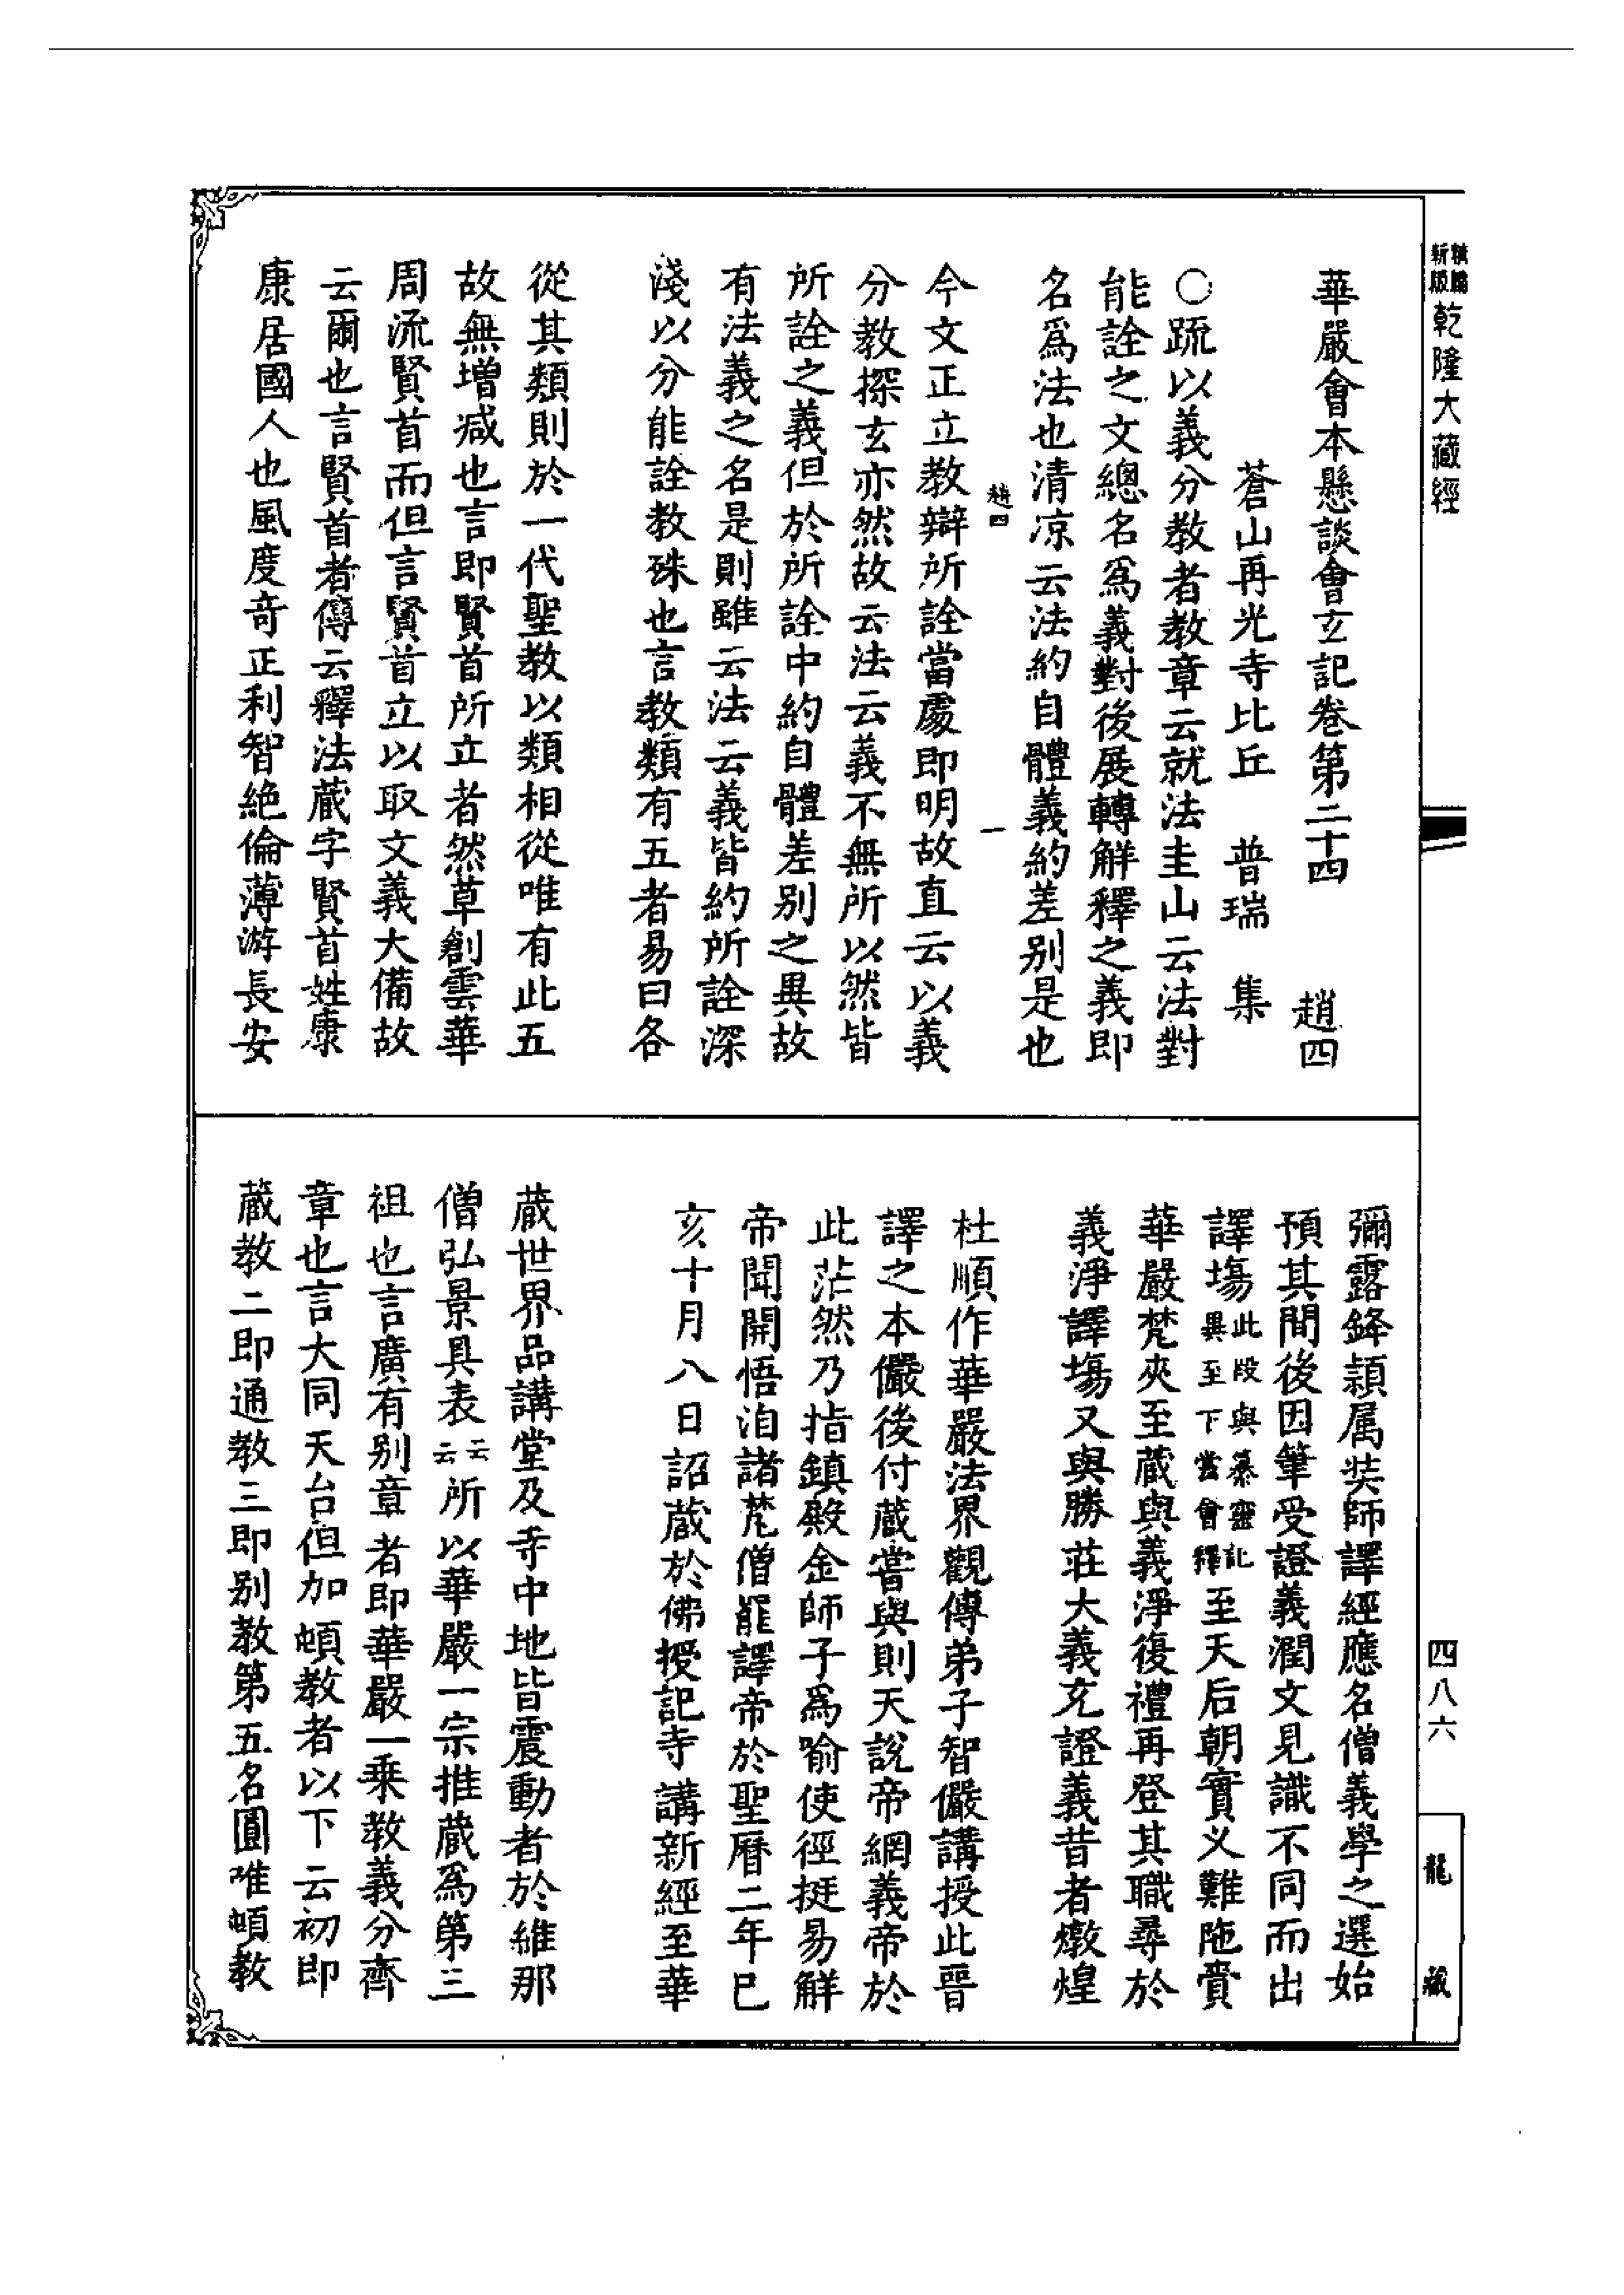 新編
縮版
乾隆大藏經
華嚴會本懸談會玄記卷第二十四　趙四
蒼山再光寺比丘　普瑞　集
○䟽以義分教者教章云就法圭山云法對
能詮之文總名爲義對後展轉解釋之義即
名爲法也清凉云法約自體義約差别是也
趙四　一
今文正立教辯所詮當處即明故直云以義
分教探玄亦然故云法云義不無所以然皆
所詮之義但於所詮中約自體差别之異故
有法義之名是則雖云法云義皆約所詮深
淺以分能詮教殊也言教類有五者易曰各
從其類則於一代聖教以類相從唯有此五
故無增减也言即賢首所立者然草創雲華
周流賢首而但言賢首立以取文義大備故
云爾也言賢首者傳云釋法藏字賢首姓康
康居國人也風度奇正利智絶倫薄游長安
彌露鋒頴属奘師譯經應名僧義學之選始
預其間後因筆受證義潤文見識不同而出
譯塲此段與纂靈記異至下當會釋至天后朝實义難陁賫
華嚴梵夾至藏與義淨復禮再登其職尋於
義淨譯塲又與勝莊大義充證義昔者燉煌
杜順作華嚴法界觀傳弟子智儼講授此晉
譯之本儼後付藏嘗與則天說帝網義帝於
此茫然乃指鎮殿金師子爲喻使徑挺易解
帝聞開悟洎諸梵僧罷譯帝於聖曆二年巳
亥十月八日詔藏於佛授記寺講新經至華
藏世界品講堂及寺中地皆震動者於維那
僧弘景具表云云所以華嚴一宗推藏爲第三
祖也言廣有别章者即華嚴一乗教義分齊
章也言大同天台但加頓教者以下云初即
藏教二即通教三即别教第五名圓唯頓教
四八六
龍藏